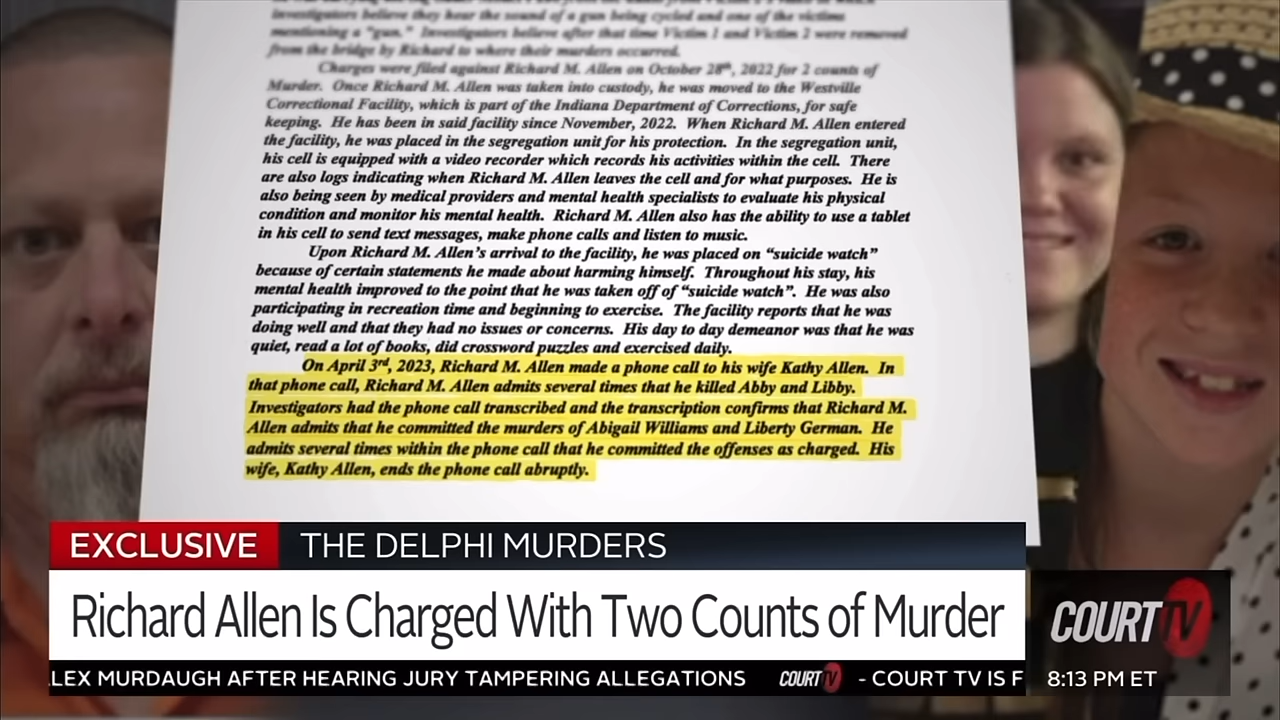 investigators believe they hear the sound of a gun being cycled and one of the victims
mentioning a "gun." Investigators believe after that time Victim 1 and Victim 2 were removed
from the bridge by Richard to where their murders occurred.
Charges were filed against Richard M. Allen on October 28th, 2022 for 2 counts of
Murder. Once Richard M. Allen was taken into custody, he was moved to the Westville
Correctional Facility, which is part of the Indiana Department of Corrections, for safe
keeping. He has been in said facility since November, 2022. When Richard M. Allen entered
the facility, he was placed in the segregation unit for his protection. In the segregation unit,
his cell is equipped with a video recorder which records his activities within the cell. There
are also logs indicating when Richard M. Allen leaves the cell and for what purposes. He is
also being seen by medical providers and mental health specialists to evaluate his physical
condition and monitor his mental health. Richard M. Allen also has the ability to use a tablet
in his cell to send text messages, make phone calls and listen to music.
Upon Richard M. Allen's arrival to the facility, he was placed on "suicide watch"
because of certain statements he made about harming himself. Throughout his stay, his
mental health improved to the point that he was taken off of "suicide watch". He was also
participating in recreation time and beginning to exercise. The facility reports that he was
doing well and that they had no issues or concerns. His day to day demeanor was that he was
quiet, read a lot of books, did crossword puzzles and exercised daily.
On April 3rd, 2023, Richard M. Allen made a phone call to his wife Kathy Allen. In
that phone call, Richard M. Allen admits several times that he killed Abby and Libby.
Investigators had the phone call transcribed and the transcription confirms that Richard M.
Allen admits that he committed the murders of Abigail Williams and Liberty German. He
admits several times within the phone call that he committed the offenses as charged. His
wife, Kathy Allen, ends the phone call abruptly.
EXCLUSIVE THE DELPHI MURDERS
Richard Allen Is Charged With Two Counts of Murder
COURT TV
LEX MURDAUGH AFTER HEARING JURY TAMPERING ALLEGATIONS COURT TV - COURT TV IS F 8:13 PM ET